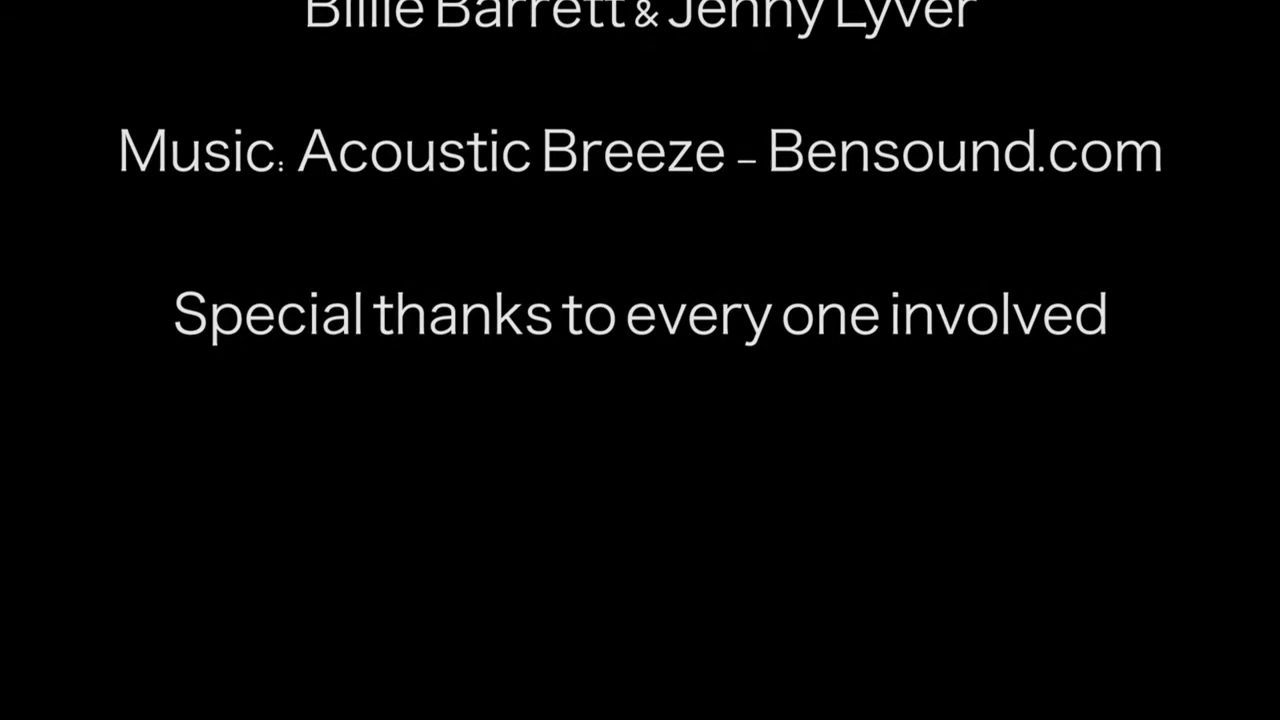 Billie Barrett & Jenny Lyver
Music: Acoustic Breeze – Bensound.com
Special thanks to every one involved